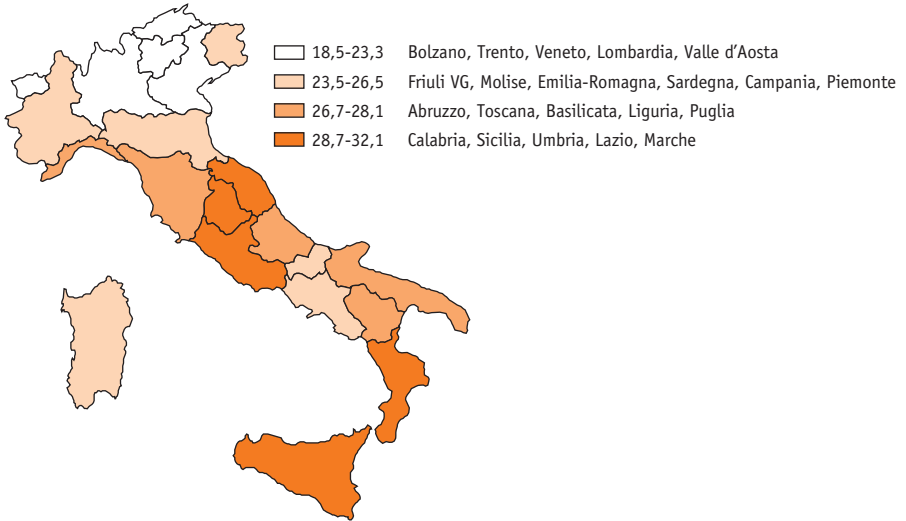 18,5-23,3 Bolzano, Trento, Veneto, Lombardia, Valle d'Aosta
23,5-26,5 Friuli VG, Molise, Emilia-Romagna, Sardegna, Campania, Piemonte
26,7-28,1 Abruzzo, Toscana, Basilicata, Liguria, Puglia
28,7-32,1 Calabria, Sicilia, Umbria, Lazio, Marche